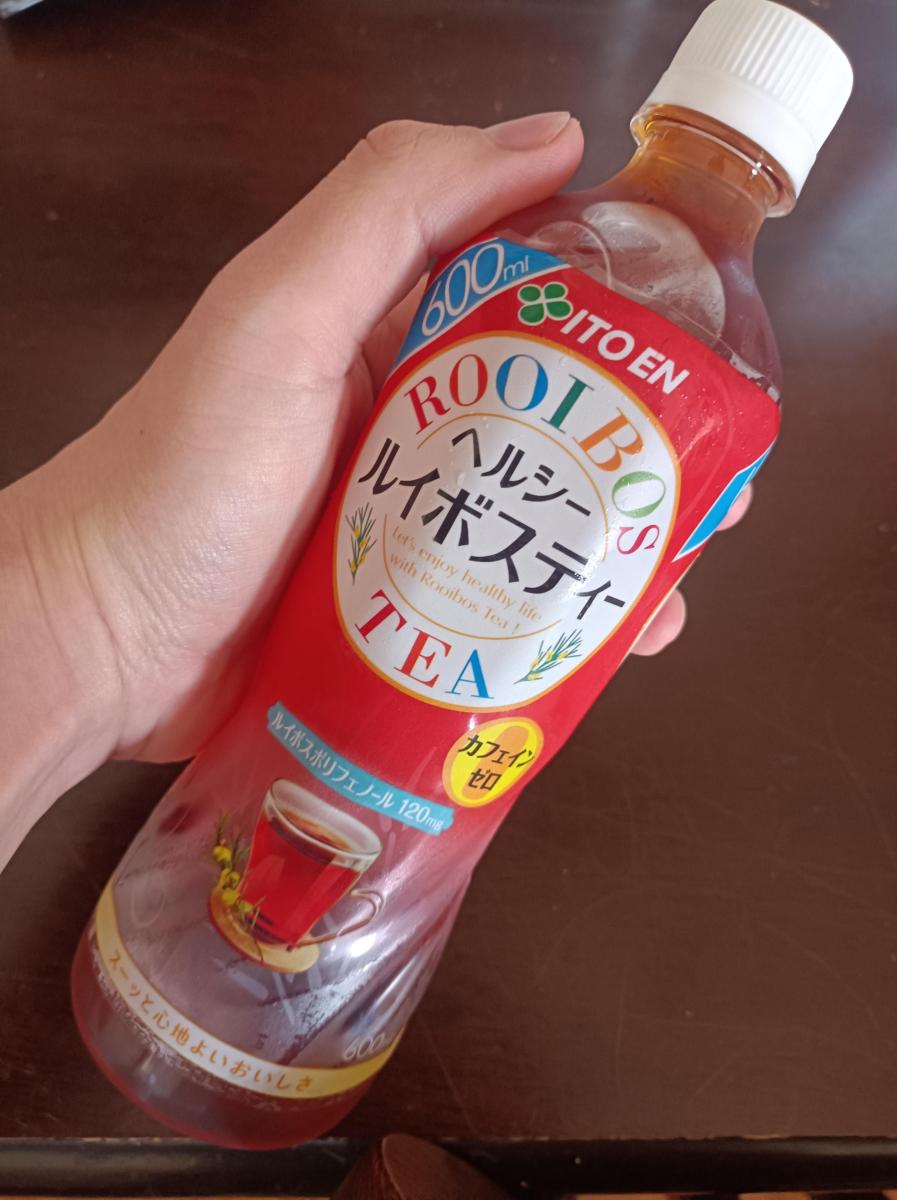 600ml
ITO EN
ROOIBOS
ヘルシー
ルイボスティー
Let's enjoy healthy life
with Rooibos Tea !
TEA
カフェイン
ゼロ
ルイボスポリフェノール 120mg
スーッと心地よいおいしさ
600